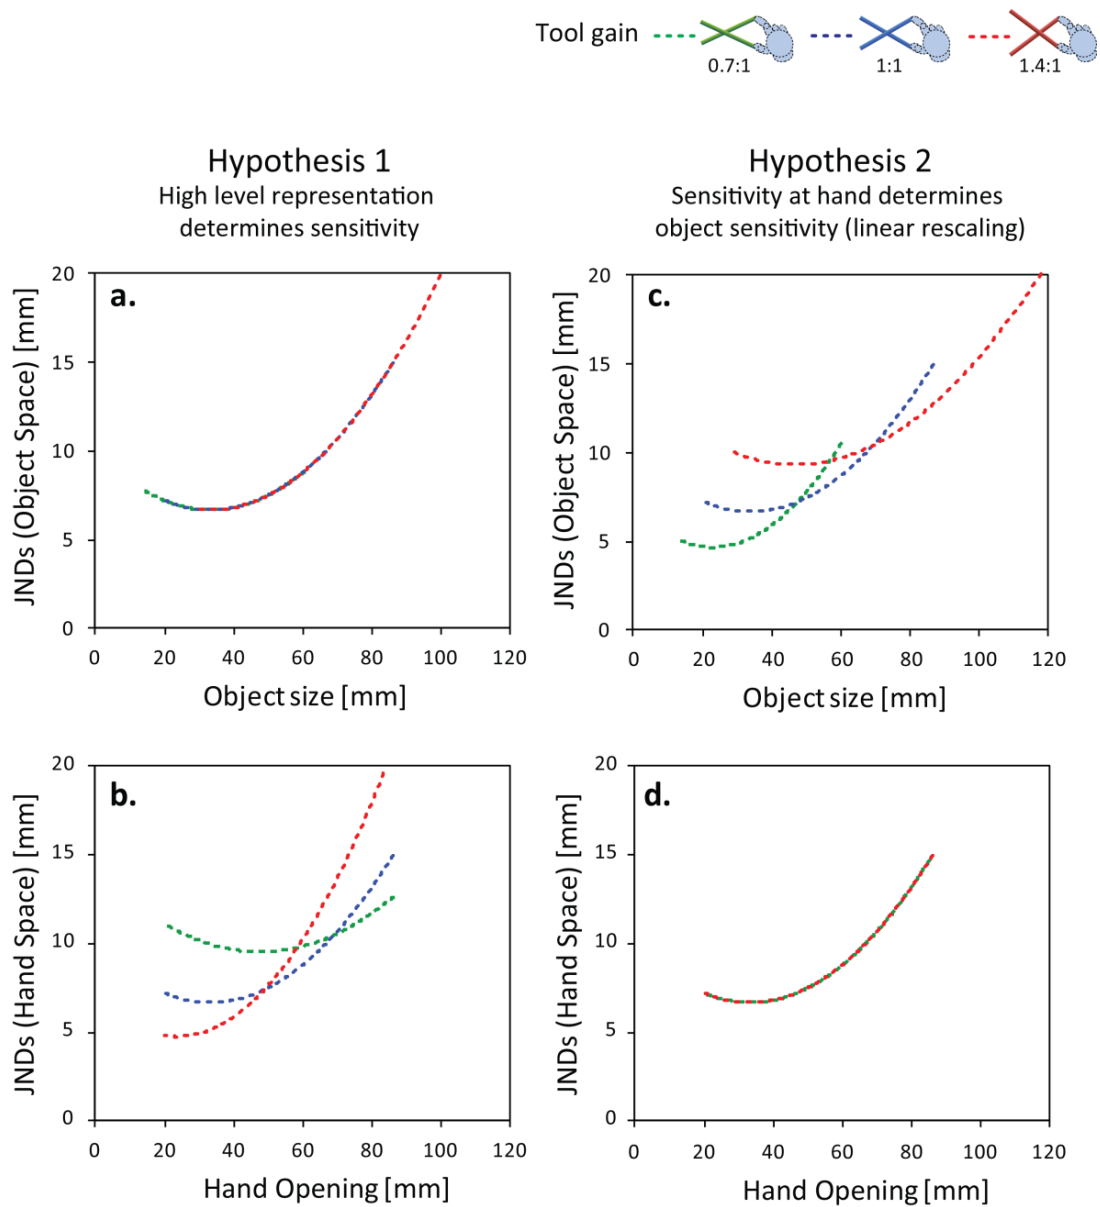 Tool gain
0.7:1
1:1
1.4:1
Hypothesis 1
High level representation
determines sensitivity
Hypothesis 2
Sensitivity at hand determines
object sensitivity (linear rescaling)
a.
JNDs (Object Space) [mm]
20
15
10
5
0
0 20 40 60 80 100 120
Object size [mm]
c.
JNDs (Object Space) [mm]
20
15
10
5
0
0 20 40 60 80 100 120
Object size [mm]
b.
JNDs (Hand Space) [mm]
20
15
10
5
0
0 20 40 60 80 100 120
Hand Opening [mm]
d.
JNDs (Hand Space) [mm]
20
15
10
5
0
0 20 40 60 80 100 120
Hand Opening [mm]